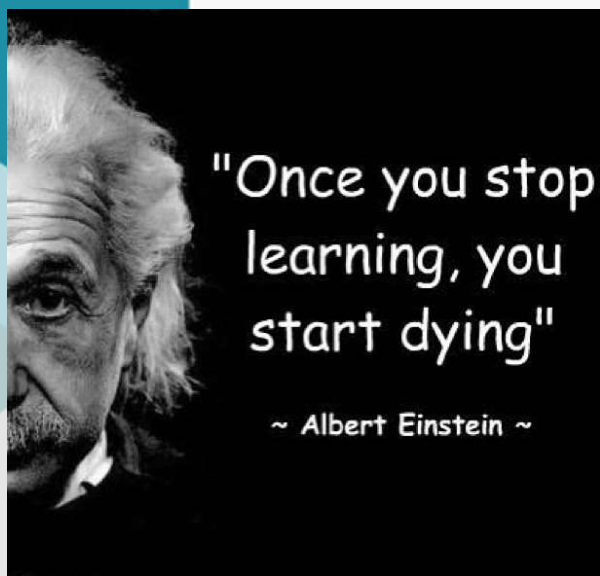 "Once you stop
learning, you
start dying"
~ Albert Einstein ~